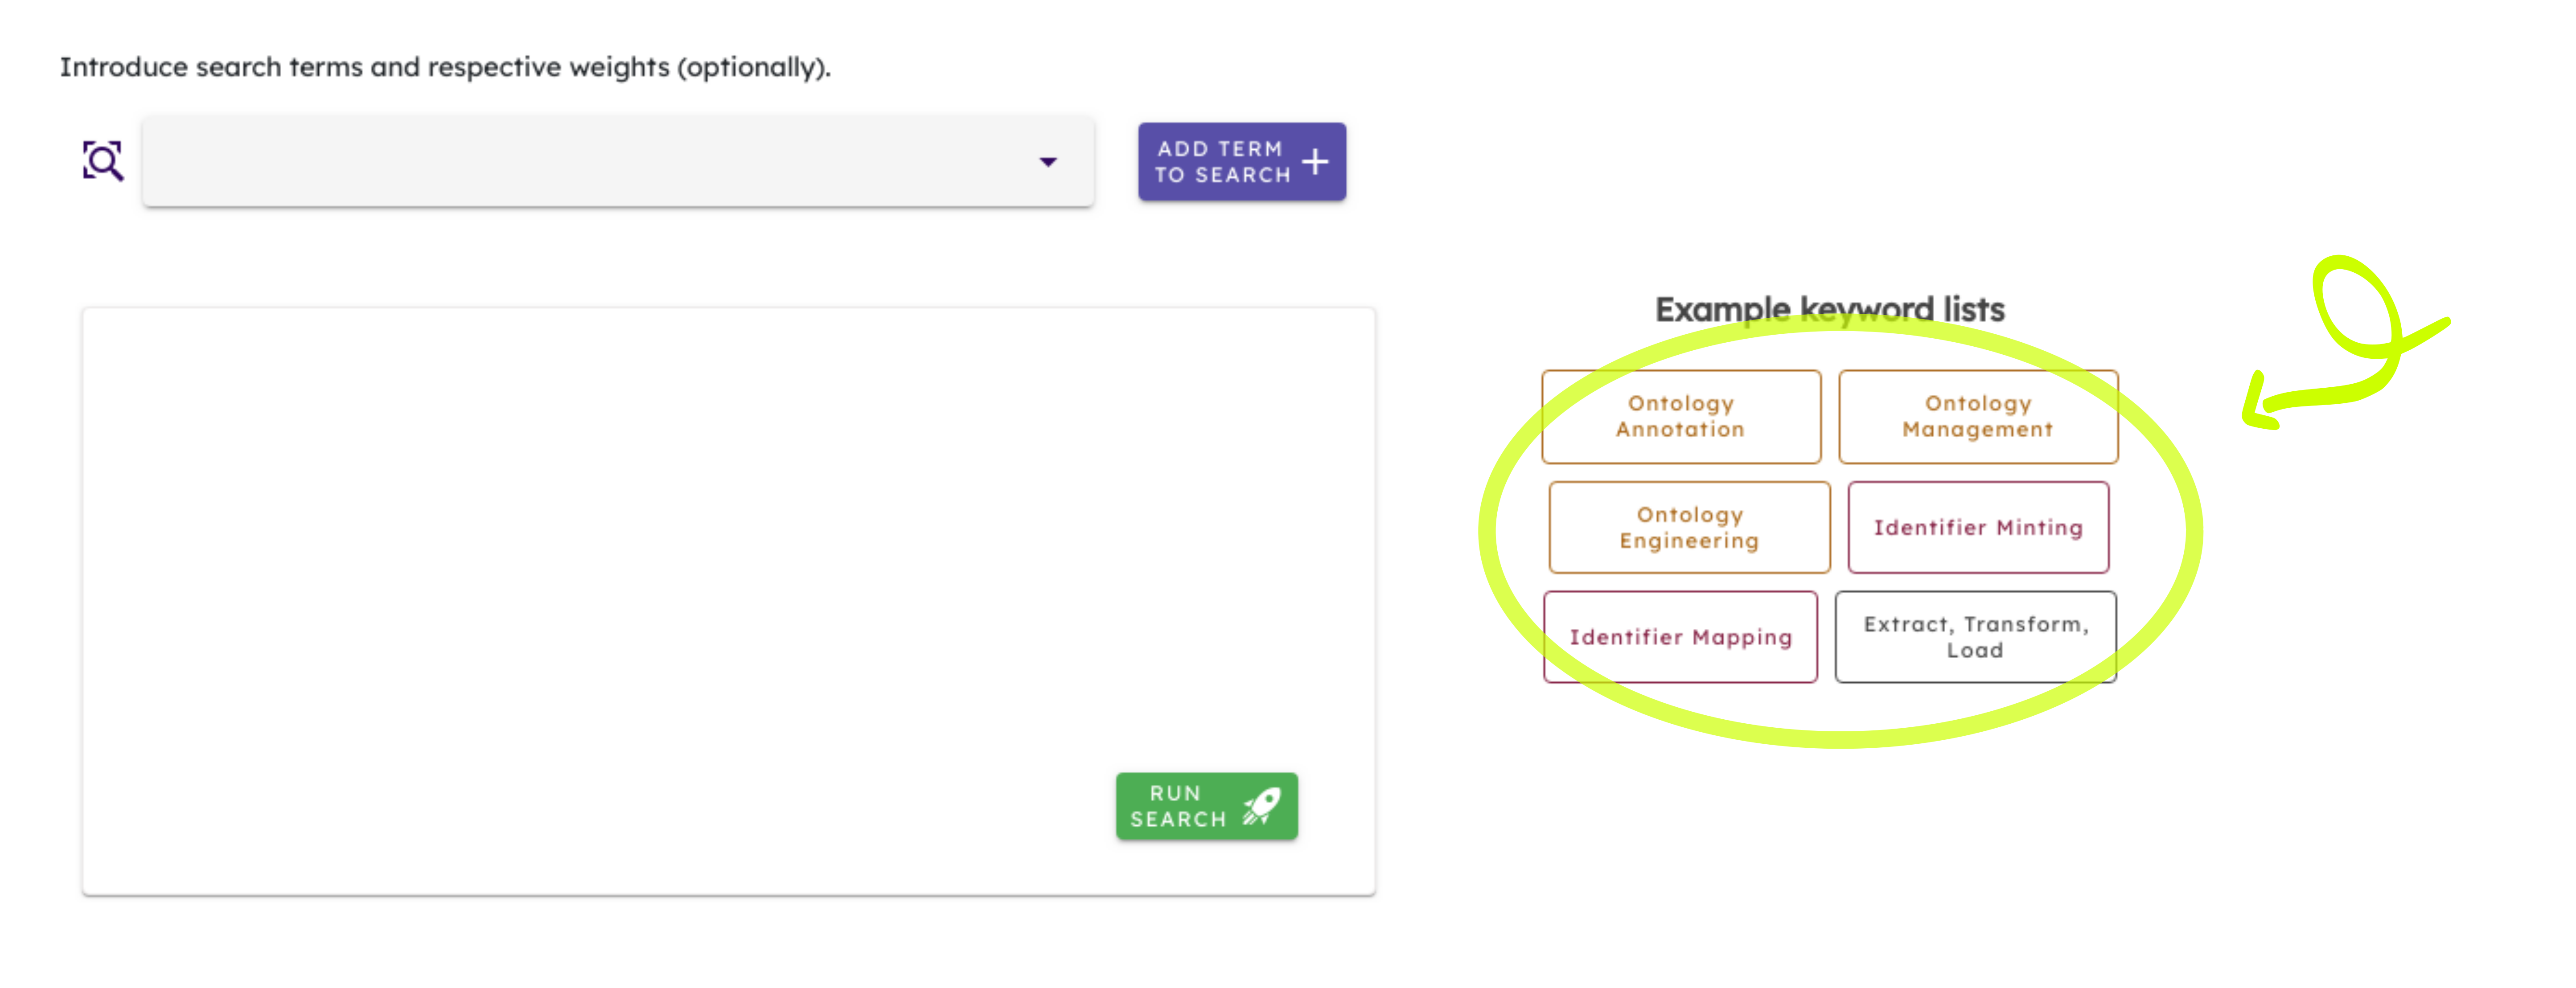 Introduce search terms and respective weights (optionally).
ADD TERM
TO SEARCH
Example keyword lists
Ontology
Annotation
Ontology
Management
Ontology
Engineering
Identifier Minting
Identifier Mapping
Extract, Transform,
Load
RUN
SEARCH